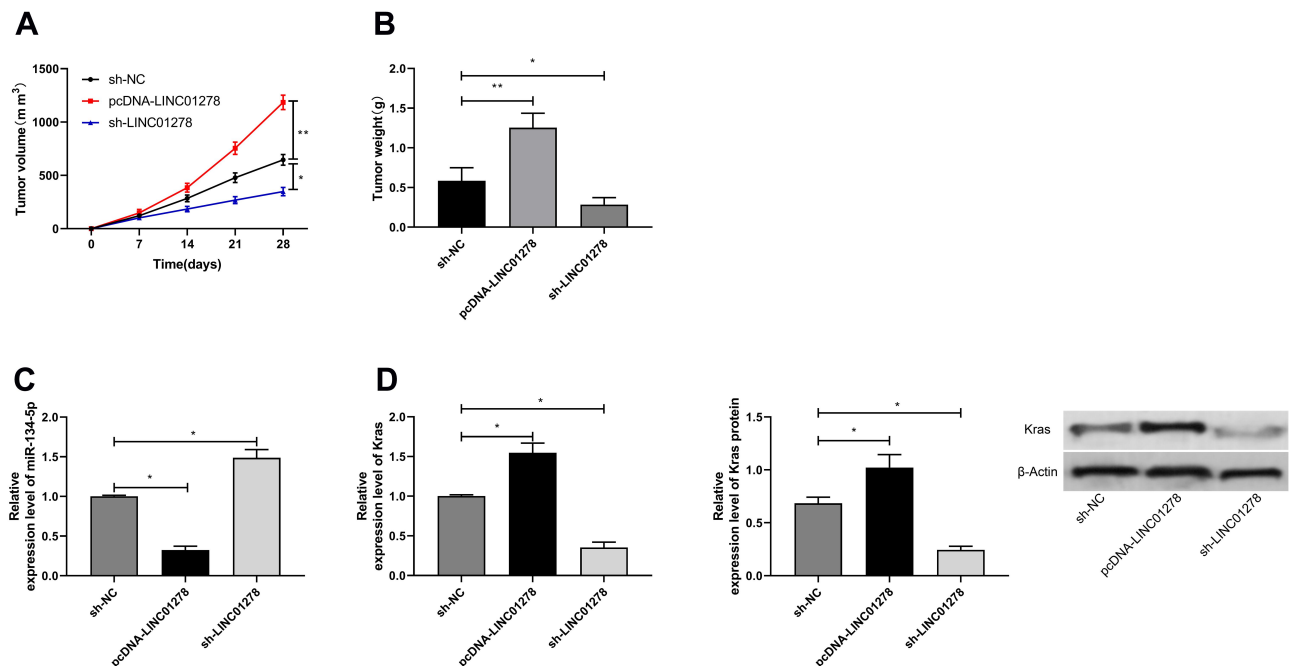 A
Tumor volume(mm³)
1500
1000
500
0
0 7 14 21 28
Time(days)
sh-NC
pcDNA-LINC01278
sh-LINC01278
**
*
B
Tumor weight(g)
2.0
1.5
1.0
0.5
0.0
*
**
sh-NC
pcDNA-LINC01278
sh-LINC01278
C
Relative
expression level of miR-134-5p
2.0
1.5
1.0
0.5
0.0
*
*
sh-NC
pcDNA-LINC01278
sh-LINC01278
D
Relative
expression level of Kras
2.0
1.5
1.0
0.5
0.0
*
*
sh-NC
pcDNA-LINC01278
sh-LINC01278
Relative
expression level of Kras protein
1.5
1.0
0.5
0.0
*
*
sh-NC
pcDNA-LINC01278
sh-LINC01278
Kras
β-Actin
sh-NC
pcDNA-LINC01278
sh-LINC01278